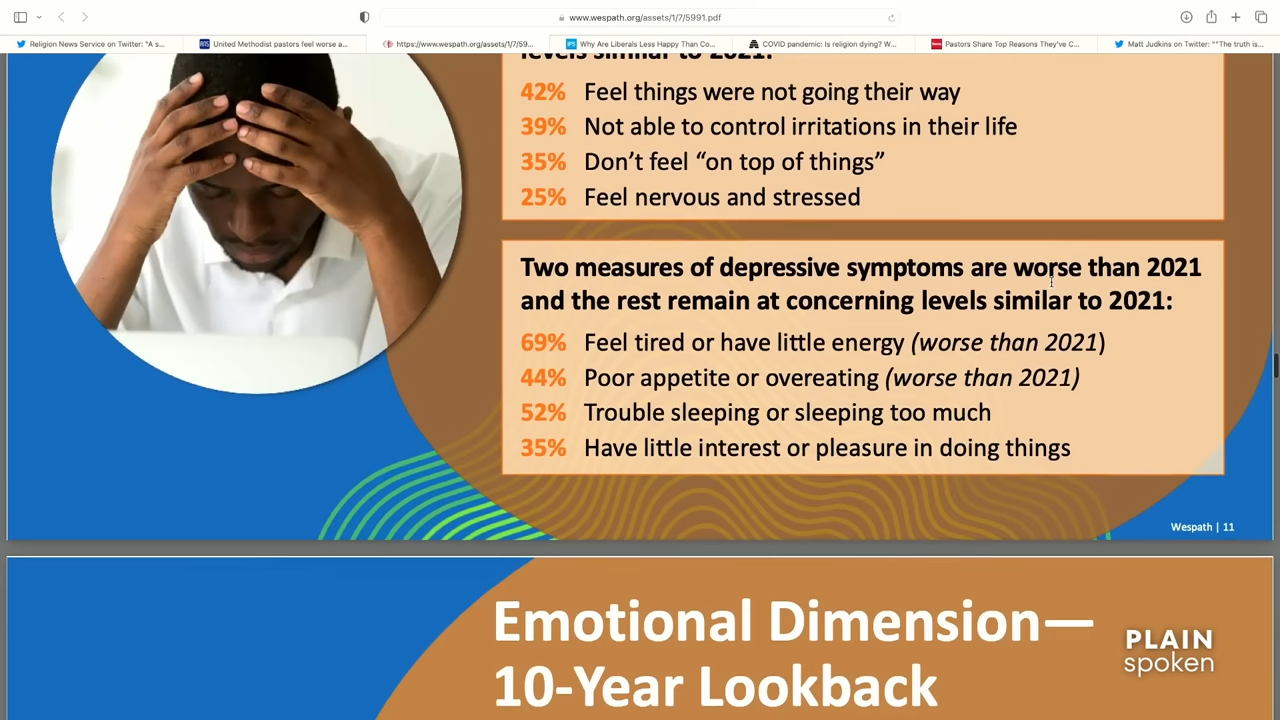 www.wespath.org/assets/1/7/5991.pdf
Religion News Service on Twitter: "A s...
United Methodist pastors feel worse a...
https://www.wespath.org/assets/1/7/59...
Why Are Liberals Less Happy Than Co...
COVID pandemic: Is religion dying? W...
Pastors Share Top Reasons They've C...
Matt Judkins on Twitter: ""The truth is...
levels similar to 2021:
42% Feel things were not going their way
39% Not able to control irritations in their life
35% Don't feel “on top of things”
25% Feel nervous and stressed
Two measures of depressive symptoms are worse than 2021
and the rest remain at concerning levels similar to 2021:
69% Feel tired or have little energy (worse than 2021)
44% Poor appetite or overeating (worse than 2021)
52% Trouble sleeping or sleeping too much
35% Have little interest or pleasure in doing things
Wespath | 11
Emotional Dimension—
10-Year Lookback
PLAIN
spoken